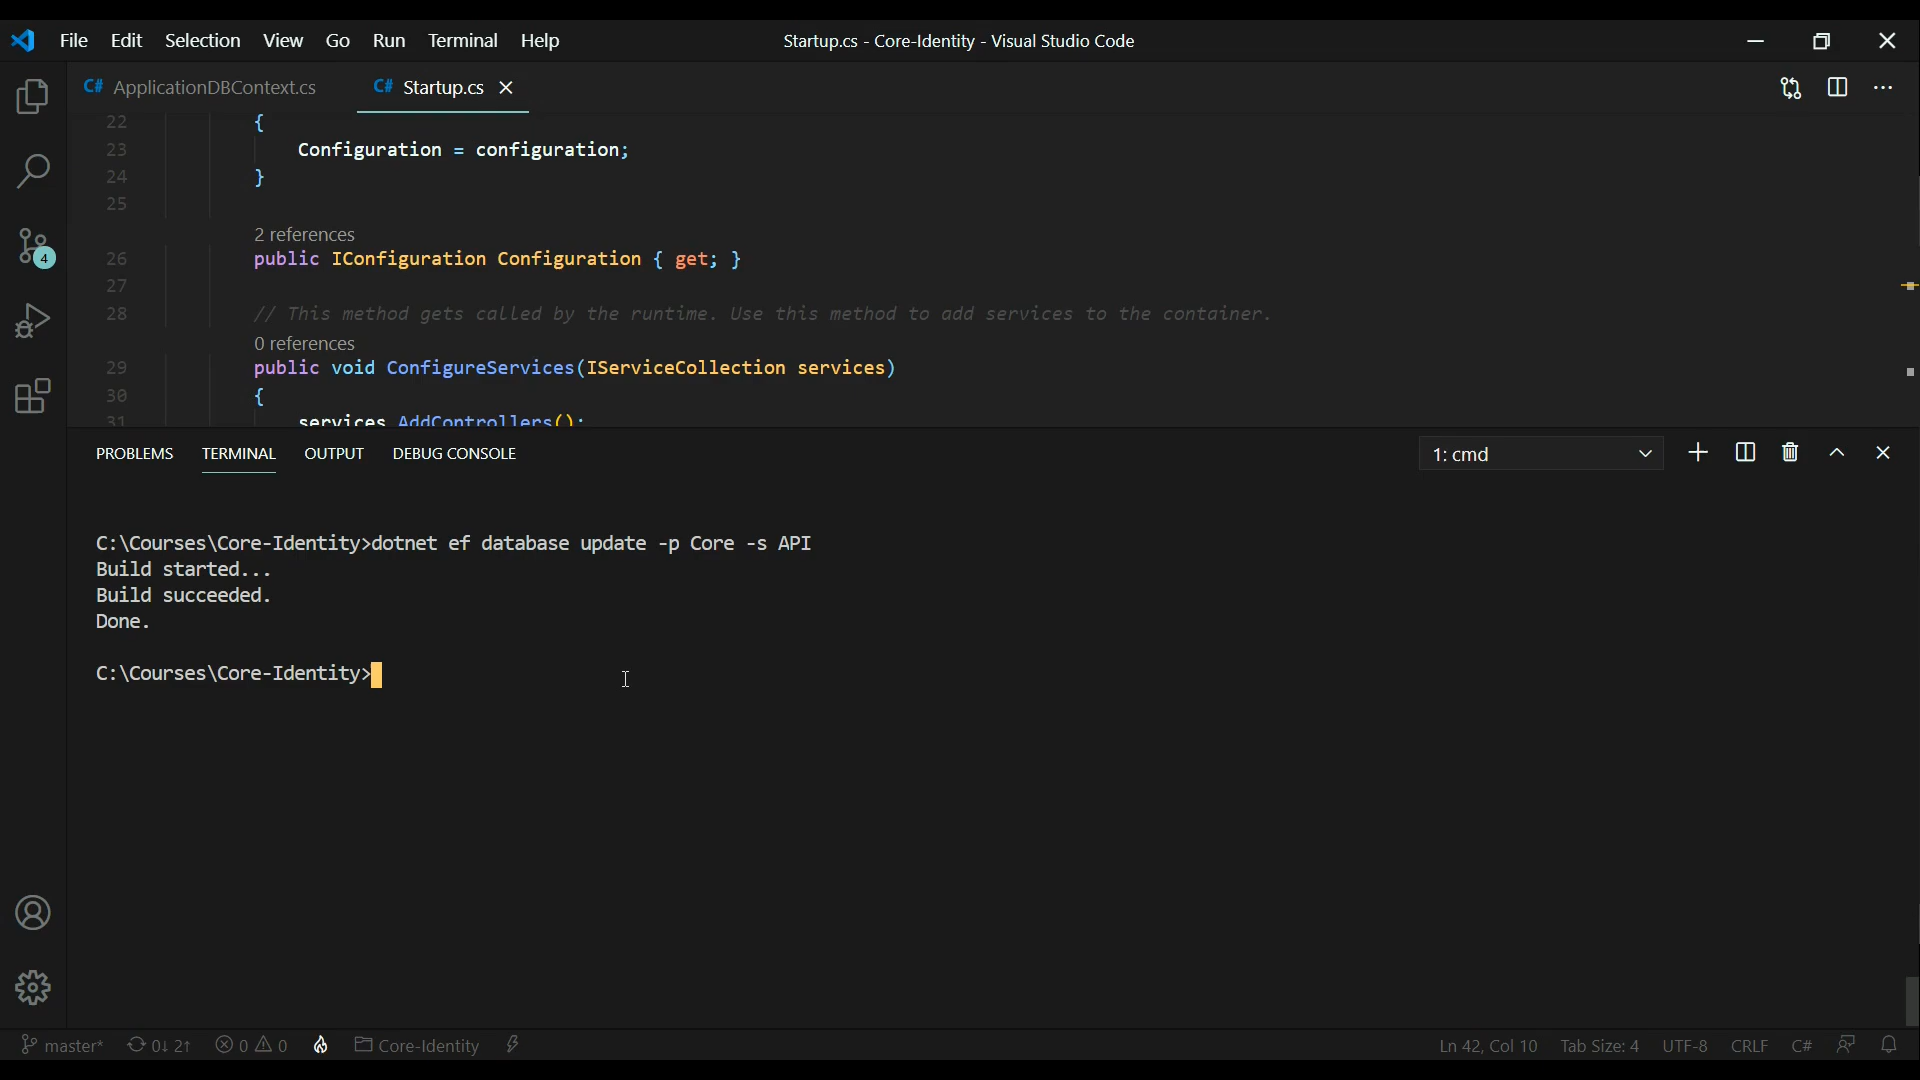 File Edit Selection View Go Run Terminal Help Startup.cs - Core-Identity - Visual Studio Code
C# ApplicationDBContext.cs C# Startup.cs
22 {
23 Configuration = configuration;
24 }
25
2 references
26 public IConfiguration Configuration { get; }
27
28 // This method gets called by the runtime. Use this method to add services to the container.
0 references
29 public void ConfigureServices(IServiceCollection services)
30 {
31 services AddControllers();
4
PROBLEMS TERMINAL OUTPUT DEBUG CONSOLE 1: cmd
C:\Courses\Core-Identity>dotnet ef database update -p Core -s API
Build started...
Build succeeded.
Done.
C:\Courses\Core-Identity>
master* 0↓ 2↑ 0 0 Core-Identity Ln 42, Col 10 Tab Size: 4 UTF-8 CRLF C#